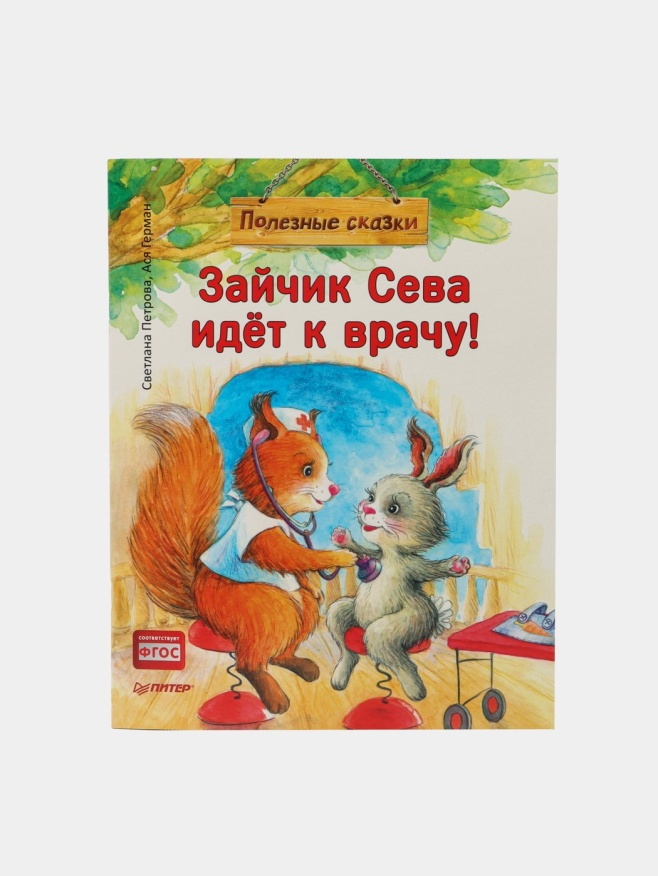 Полезные сказки
Светлана Петрова, Ася Герман
Зайчик Сева
идёт к врачу!
соответствует
ФГОС
ПИТЕР®